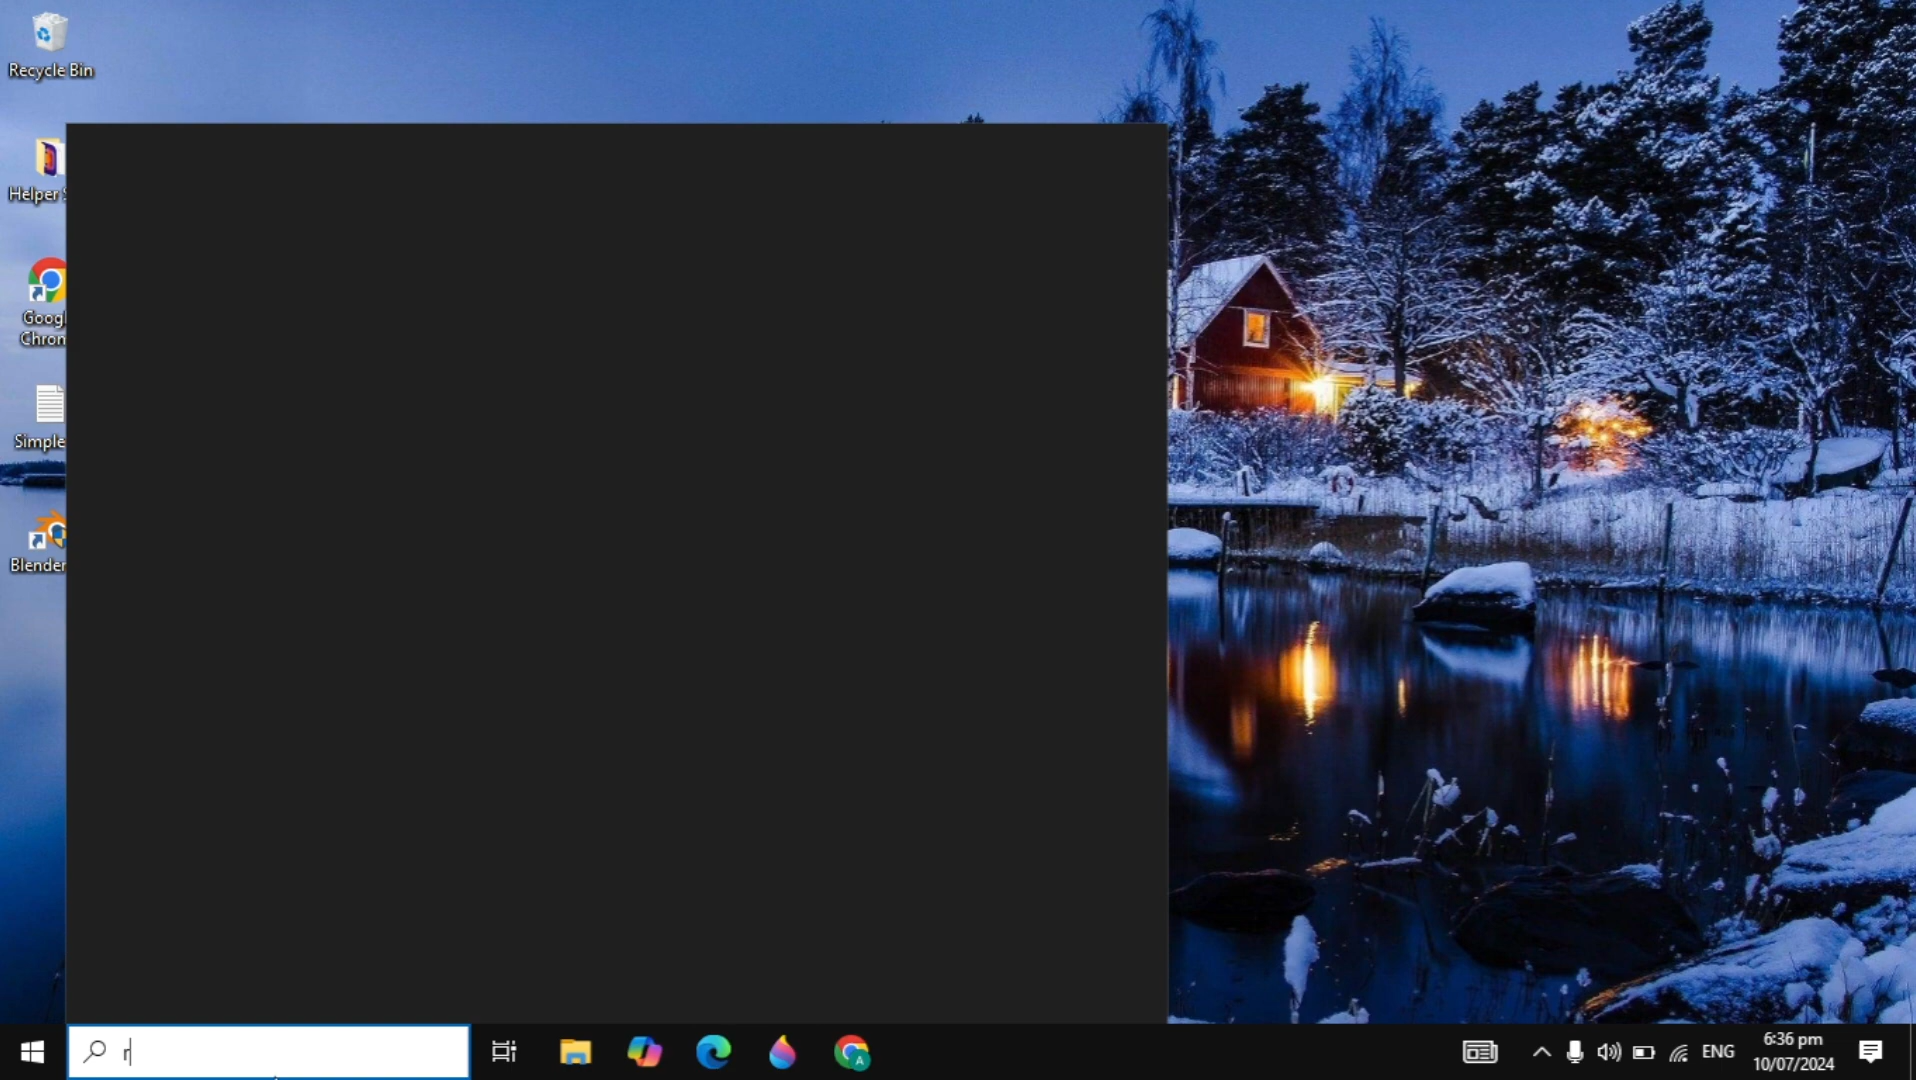 Recycle Bin
Helper
Googl
Chron
Simple
Blender
r
ENG
6:36 pm
10/07/2024
A